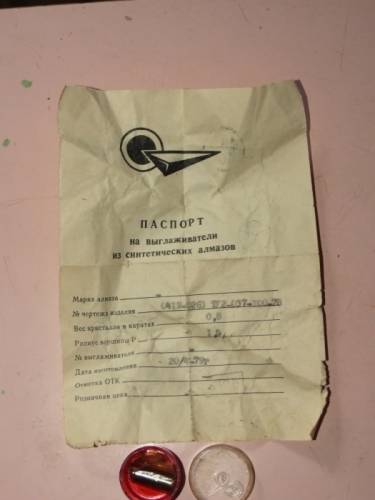 ПАСПОРТ
на выглаживатели
из синтетических алмазов
Марка алмаза
№ чертежа изделия
Вес кристалла в каратах 0,8
Радиус вершины Р
№ выглаживателя
Дата изготовления
Отметка ОТК
Розничная цена